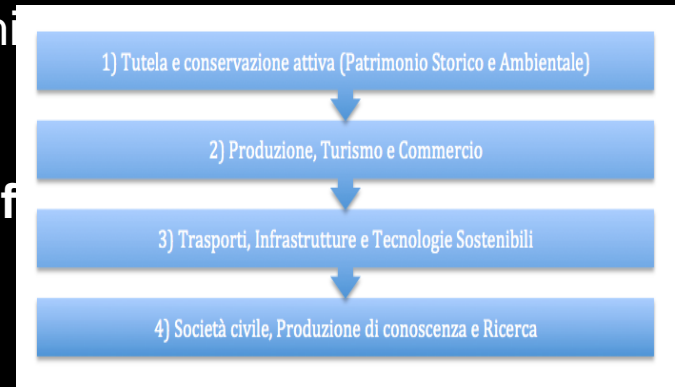 ni
1) Tutela e conservazione attiva (Patrimonio Storico e Ambientale)
2) Produzione, Turismo e Commercio
f
3) Trasporti, Infrastrutture e Tecnologie Sostenibili
4) Società civile, Produzione di conoscenza e Ricerca